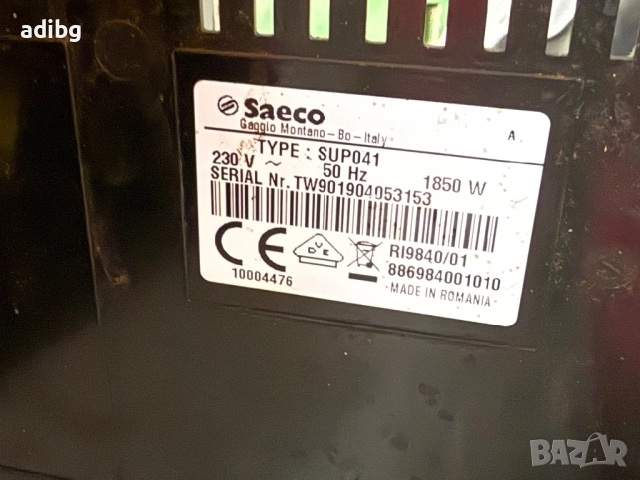 adibg
Saeco
Gaggio Montano-Bo-Italy
A
TYPE : SUP041
230 V ~ 50 Hz 1850 W
SERIAL Nr. TW901904053153
CE
DVE
RI9840/01
886984001010
10004476
-MADE IN ROMANIA-
BAZAR